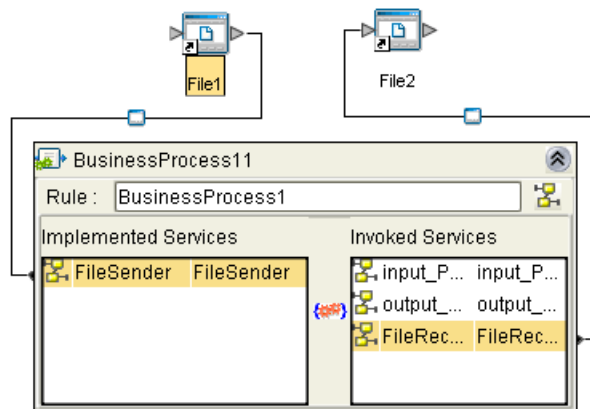 File1
File2
BusinessProcess11
Rule : BusinessProcess1
Implemented Services
Invoked Services
FileSender FileSender
input_P... input_P...
output_... output_...
FileRec... FileRec...